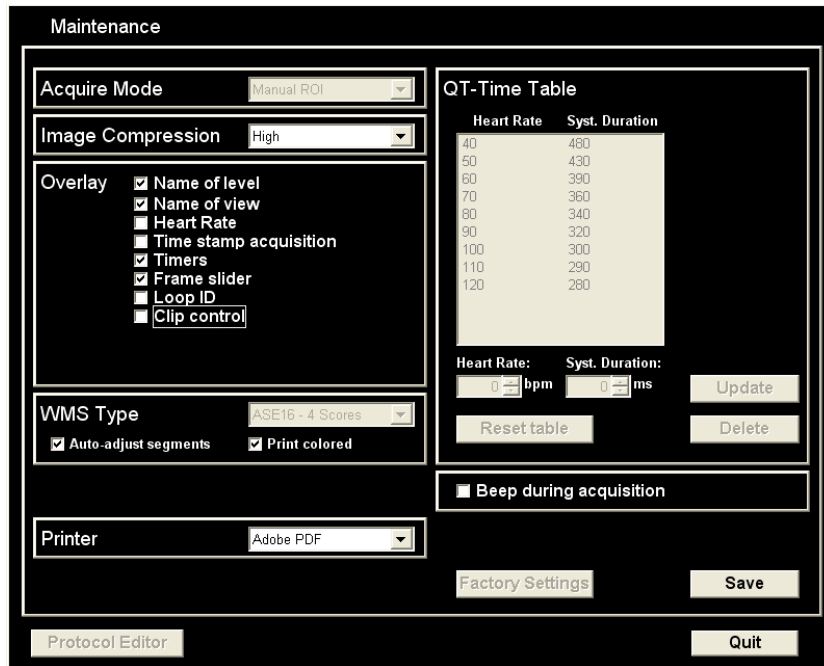 Maintenance
Acquire Mode
Manual ROI
Image Compression
High
Overlay
Name of level
Name of view
Heart Rate
Time stamp acquisition
Timers
Frame slider
Loop ID
Clip control
WMS Type
ASE16 - 4 Scores
Auto-adjust segments
Print colored
Printer
Adobe PDF
QT-Time Table
Heart Rate Syst. Duration
40 480
50 430
60 390
70 360
80 340
90 320
100 300
110 290
120 280
Heart Rate: Syst. Duration:
0 bpm 0 ms
Update
Reset table
Delete
Beep during acquisition
Factory Settings
Save
Protocol Editor
Quit